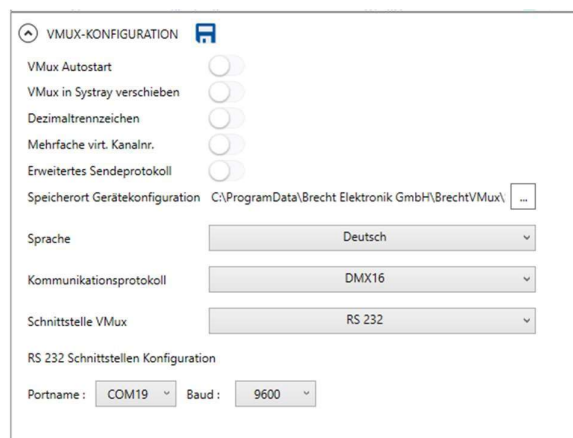 VMUX-KONFIGURATION
VMux Autostart
VMux in Systray verschieben
Dezimaltrennzeichen
Mehrfache virt. Kanalnr.
Erweitertes Sendeprotokoll
Speicherort Gerätekonfiguration C:\ProgramData\Brecht Elektronik GmbH\BrechtVMux\ ...
Sprache Deutsch
Kommunikationsprotokoll DMX16
Schnittstelle VMux RS 232
RS 232 Schnittstellen Konfiguration
Portname : COM19 Baud : 9600